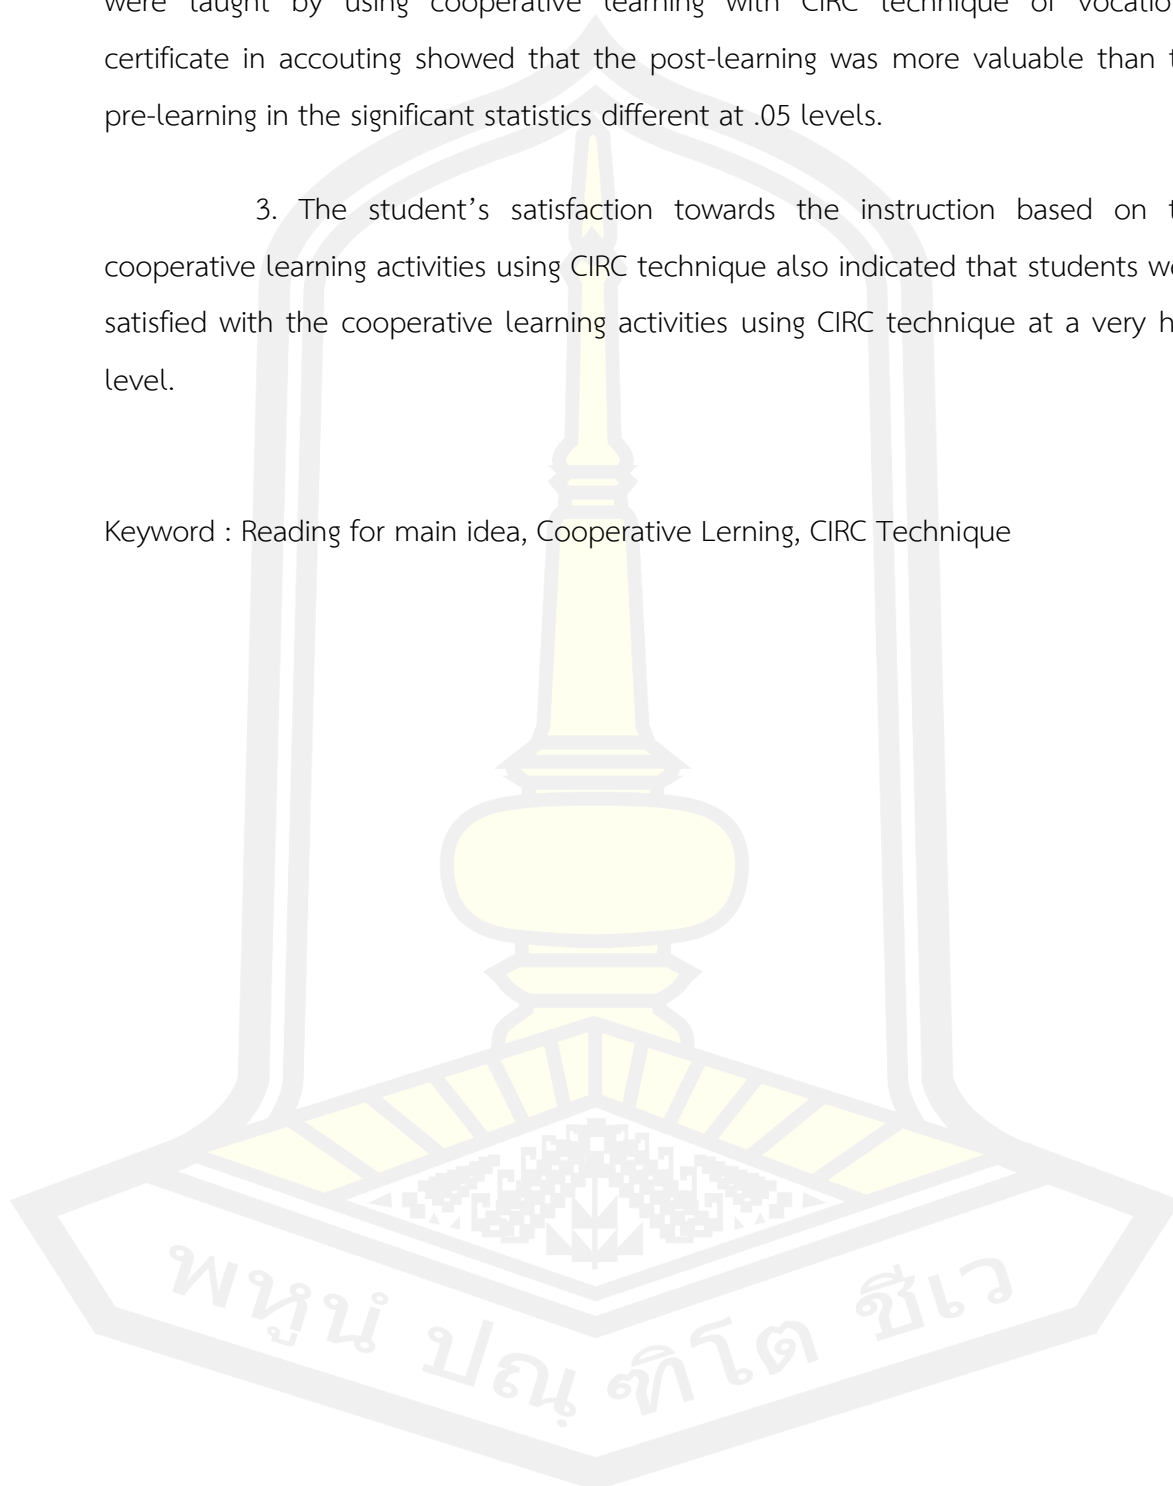 were taught by using cooperative learning with CIRC technique of
certificate in accouting showed that the post-learning was more valuable than
pre-learning in the significant statistics different at .05 levels.
3. The student’s satisfaction towards the instruction based on
cooperative learning activities using CIRC technique also indicated that students
satisfied with the cooperative learning activities using CIRC technique at a very
level.
Keyword : Reading for main idea, Cooperative Lerning, CIRC Technique
พหูนํ ปณฺฑิโต ชีเว